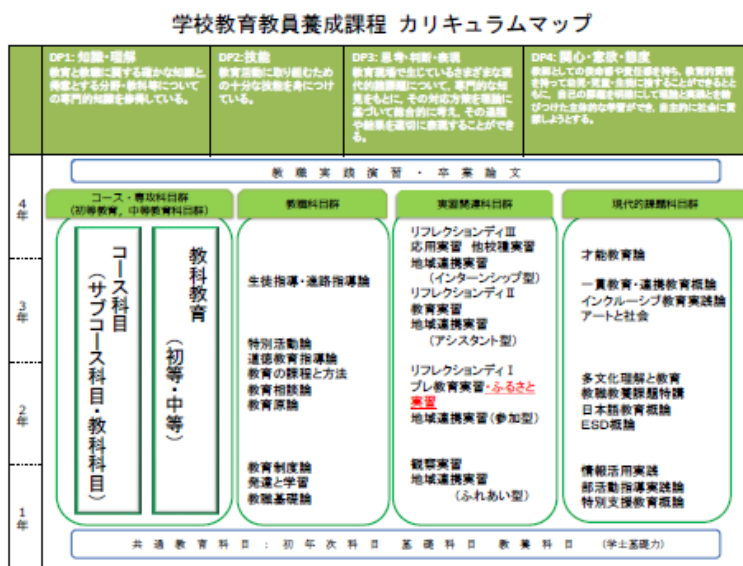 学校教育教員養成課程 カリキュラムマップ
DP1: 知識・理解
教育と教職に関する確かな知識と、
得意とする分野・教科等について
の専門的知識を修得している。
DP2: 技能
教育活動に取り組むため
の十分な技能を身につけ
ている。
DP3: 思考・判断・表現
教育現場で生じているさまざまな現
代的諸課題について、専門的な知
見をもとに、その対応方策を理論に
基づいて総合的に考え、その過程
や結果を適切に表現することができ
る。
DP4: 関心・意欲・態度
教師としての使命感や責任感を持ち、教育的愛情
を持って幼児・児童・生徒に接することができるとと
もに、自己の課題を明確にして理論と実践とを結
びつけた主体的な学習ができ、自主的に社会に貢
献しようとする。
教職実践演習・卒業論文
4年
3年
2年
1年
コース・専攻科目群
(初等教育，中等教育科目群)
コース科目
(サブコース科目・教科科目)
教科教育
(初等・中等)
教職科目群
生徒指導・進路指導論
特別活動論
道徳教育指導論
教育の課程と方法
教育相談論
教育原論
教育制度論
発達と学習
教職基礎論
実習関連科目群
リフレクションディⅢ
応用実習 他校種実習
地域連携実習
(インターンシップ型)
リフレクションディⅡ
教育実習
地域連携実習
(アシスタント型)
リフレクションディⅠ
プレ教育実習・ふるさと
実習
地域連携実習(参加型)
観察実習
地域連携実習
(ふれあい型)
現代的課題科目群
才能教育論
一貫教育・連携教育概論
インクルーシブ教育実践論
アートと社会
多文化理解と教育
教職教養課題特講
日本語教育概論
ESD概論
情報活用実践
部活動指導実践論
特別支援教育概論
共通教育科目：初年次科目 基礎科目 教養科目 (学士基礎力)